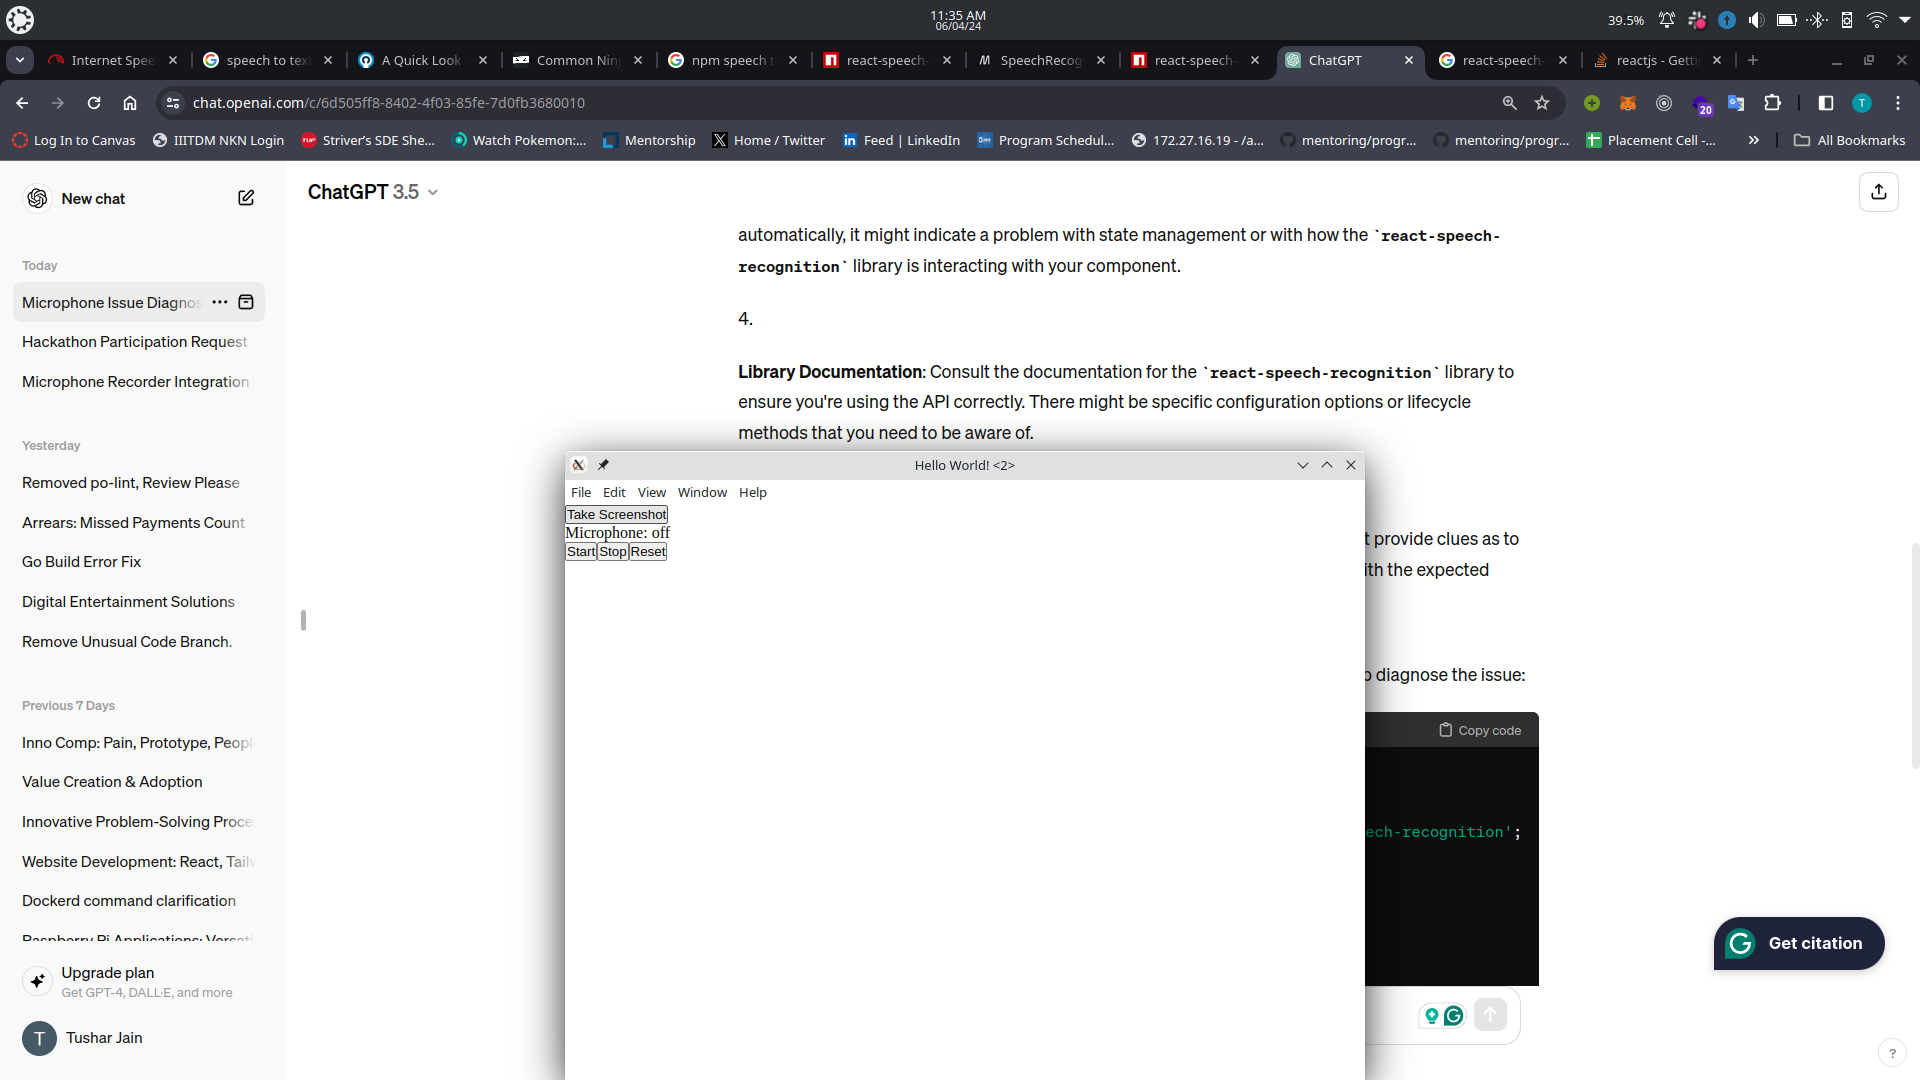 11:35 AM
06/04/24
39.5%
Internet Spee
speech to text
A Quick Look
Common Nin
npm speech t
react-speech-
SpeechRecog
react-speech-
ChatGPT
react-speech-
reactjs - Getti
chat.openai.com/c/6d505ff8-8402-4f03-85fe-7d0fb3680010
20
T
Log In to Canvas
IIITDM NKN Login
Striver's SDE She...
Watch Pokemon:...
Mentorship
Home / Twitter
Feed | LinkedIn
Program Schedul...
172.27.16.19 - /a...
mentoring/progr...
mentoring/progr...
Placement Cell -...
All Bookmarks
New chat
Today
Microphone Issue Diagnos
Hackathon Participation Request
Microphone Recorder Integration
Yesterday
Removed po-lint, Review Please
Arrears: Missed Payments Count
Go Build Error Fix
Digital Entertainment Solutions
Remove Unusual Code Branch.
Previous 7 Days
Inno Comp: Pain, Prototype, Peopl
Value Creation & Adoption
Innovative Problem-Solving Proce
Website Development: React, Tailw
Dockerd command clarification
Raspberry Pi Applications: Versati
Upgrade plan
Get GPT-4, DALL·E, and more
T
Tushar Jain
ChatGPT 3.5
automatically, it might indicate a problem with state management or with how the `react-speech-
recognition` library is interacting with your component.
4.
Library Documentation: Consult the documentation for the `react-speech-recognition` library to
ensure you're using the API correctly. There might be specific configuration options or lifecycle
methods that you need to be aware of.
Hello World! <2>
File Edit View Window Help
Take Screenshot
Microphone: off
Start Stop Reset
t provide clues as to
ith the expected
diagnose the issue:
Copy code
ech-recognition';
Get citation
?